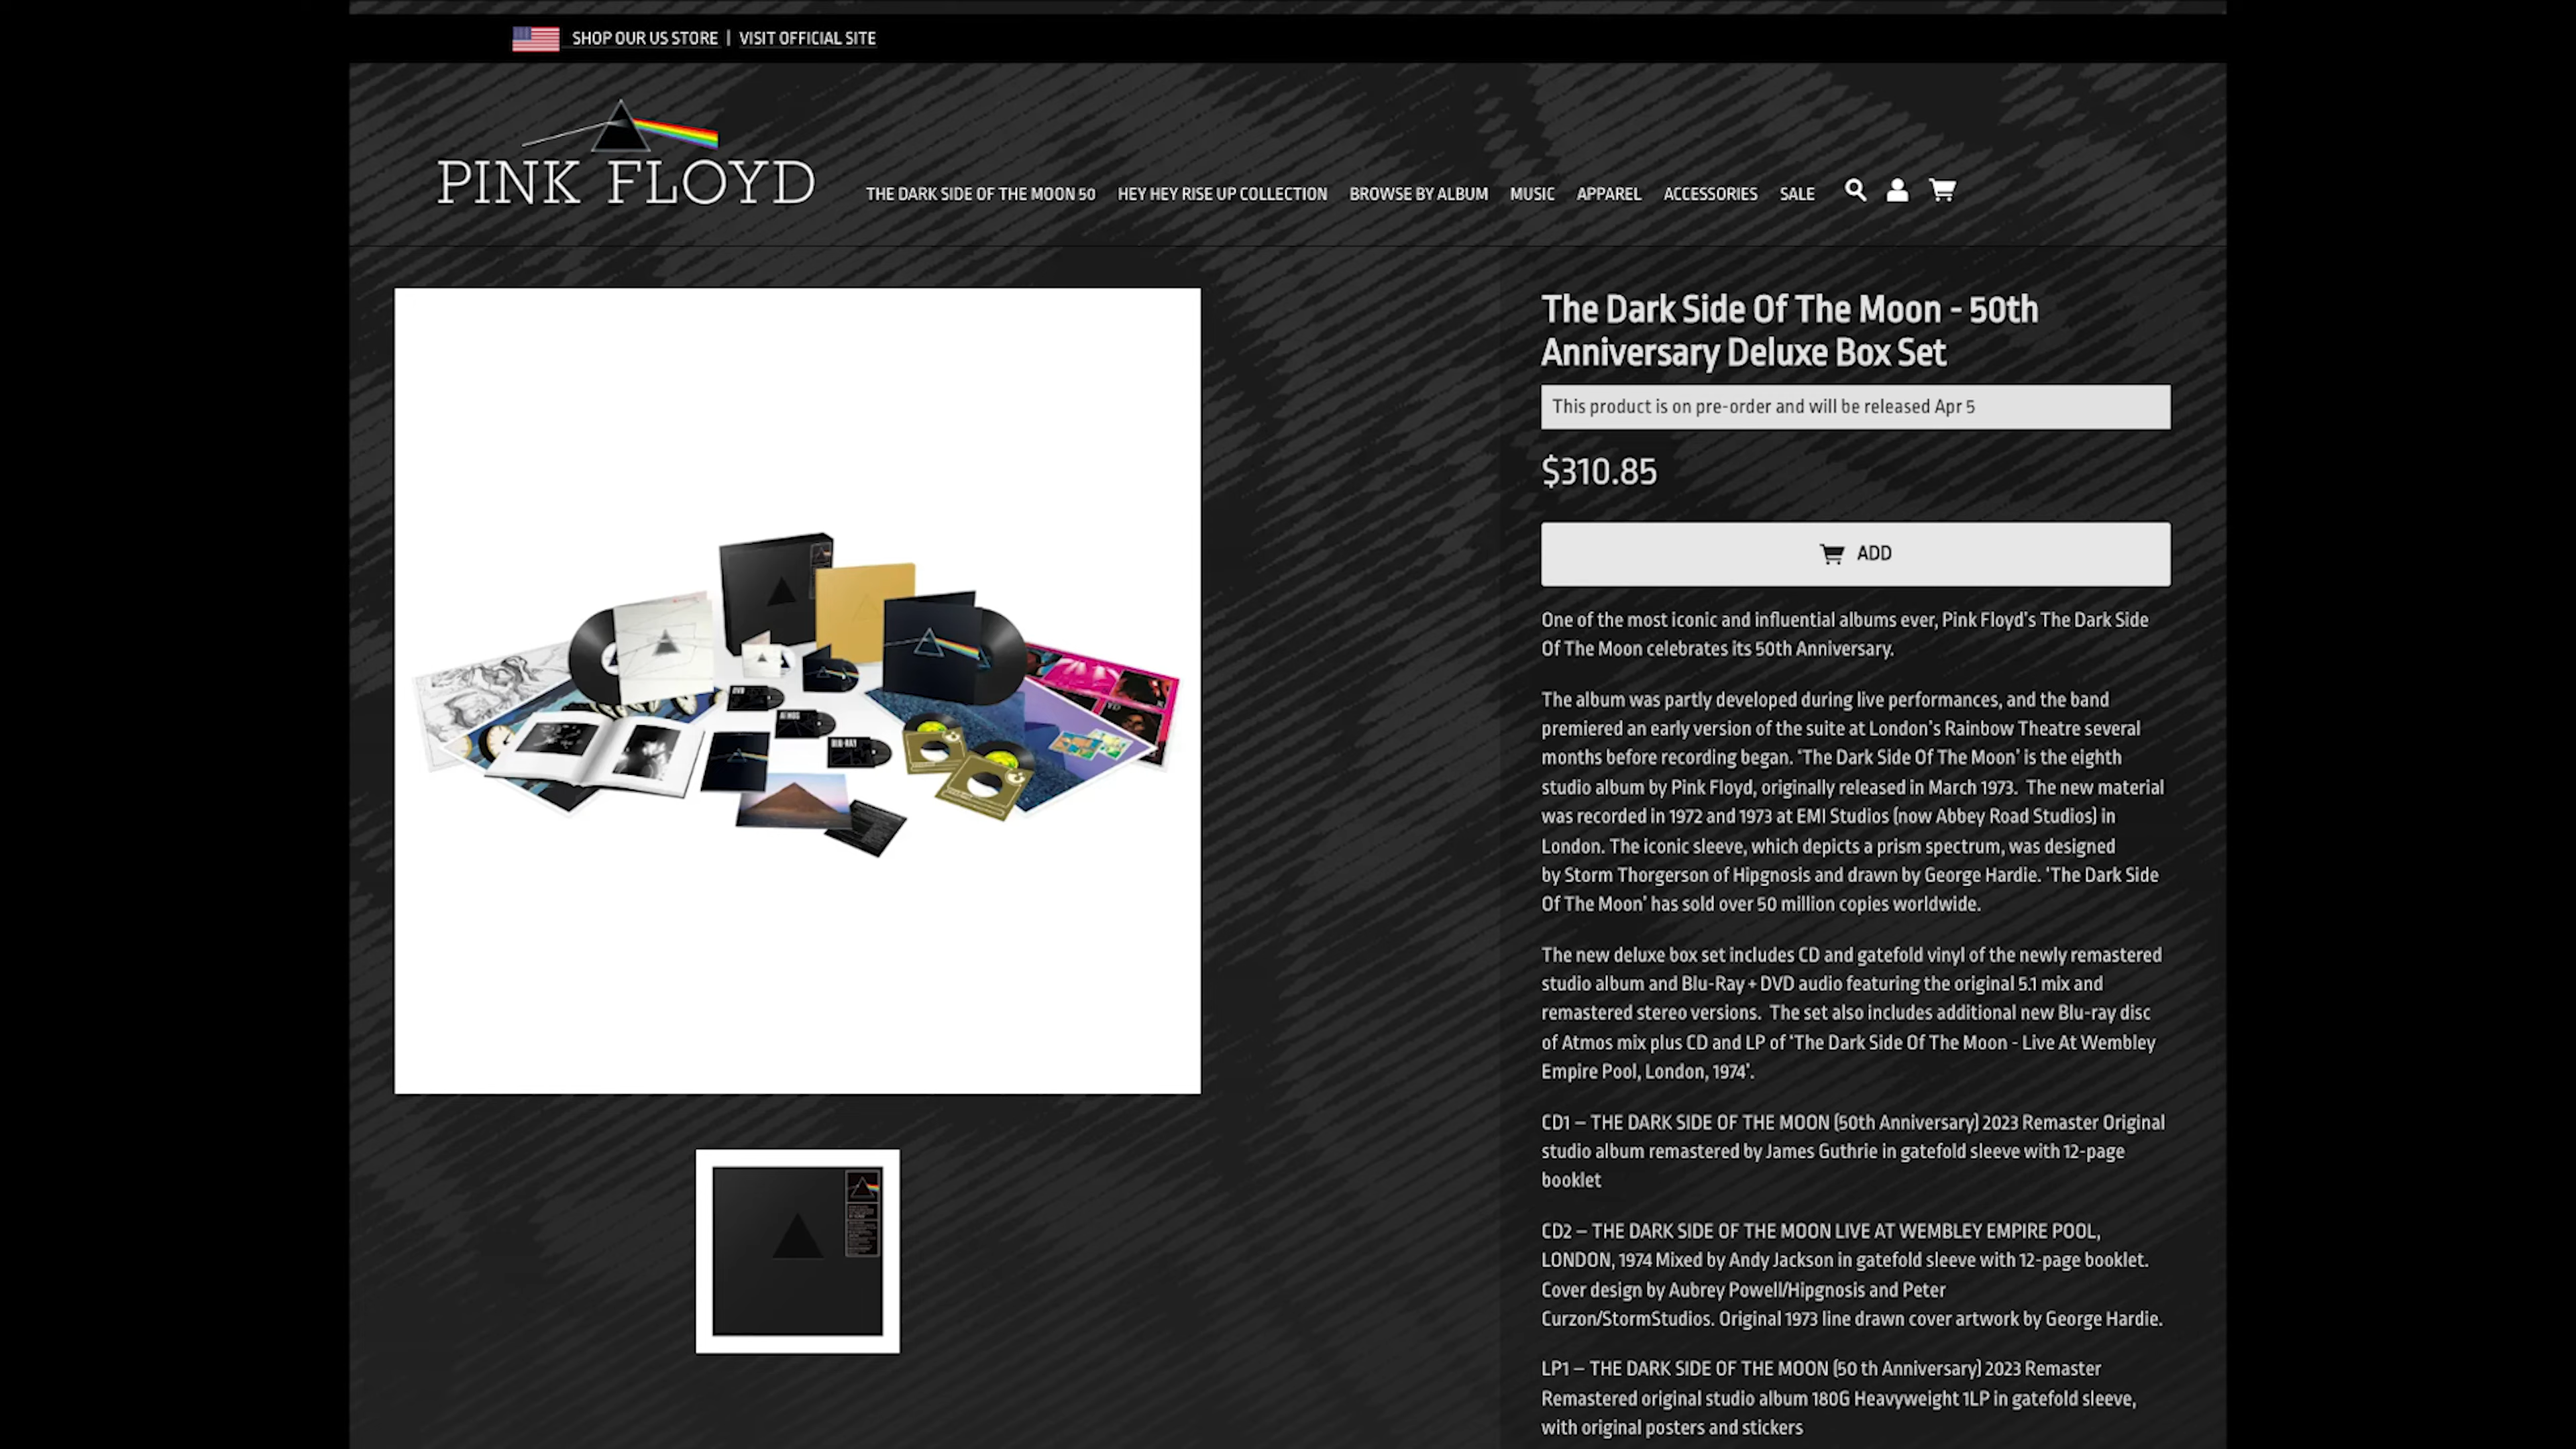 SHOP OUR US STORE | VISIT OFFICIAL SITE
PINK FLOYD
THE DARK SIDE OF THE MOON 50 HEY HEY RISE UP COLLECTION BROWSE BY ALBUM MUSIC APPAREL ACCESSORIES SALE
The Dark Side Of The Moon - 50th
Anniversary Deluxe Box Set
This product is on pre-order and will be released Apr 5
$310.85
ADD
One of the most iconic and influential albums ever, Pink Floyd's The Dark Side
Of The Moon celebrates its 50th Anniversary.
The album was partly developed during live performances, and the band
premiered an early version of the suite at London's Rainbow Theatre several
months before recording began. 'The Dark Side Of The Moon' is the eighth
studio album by Pink Floyd, originally released in March 1973. The new material
was recorded in 1972 and 1973 at EMI Studios (now Abbey Road Studios) in
London. The iconic sleeve, which depicts a prism spectrum, was designed
by Storm Thorgerson of Hipgnosis and drawn by George Hardie. 'The Dark Side
Of The Moon' has sold over 50 million copies worldwide.
The new deluxe box set includes CD and gatefold vinyl of the newly remastered
studio album and Blu-Ray + DVD audio featuring the original 5.1 mix and
remastered stereo versions. The set also includes additional new Blu-ray disc
of Atmos mix plus CD and LP of 'The Dark Side Of The Moon - Live At Wembley
Empire Pool, London, 1974'.
CD1 – THE DARK SIDE OF THE MOON (50th Anniversary) 2023 Remaster Original
studio album remastered by James Guthrie in gatefold sleeve with 12-page
booklet
CD2 – THE DARK SIDE OF THE MOON LIVE AT WEMBLEY EMPIRE POOL,
LONDON, 1974 Mixed by Andy Jackson in gatefold sleeve with 12-page booklet.
Cover design by Aubrey Powell/Hipgnosis and Peter
Curzon/StormStudios. Original 1973 line drawn cover artwork by George Hardie.
LP1 – THE DARK SIDE OF THE MOON (50 th Anniversary) 2023 Remaster
Remastered original studio album 180G Heavyweight 1LP in gatefold sleeve,
with original posters and stickers
DVD
ATMOS
BLU-RAY